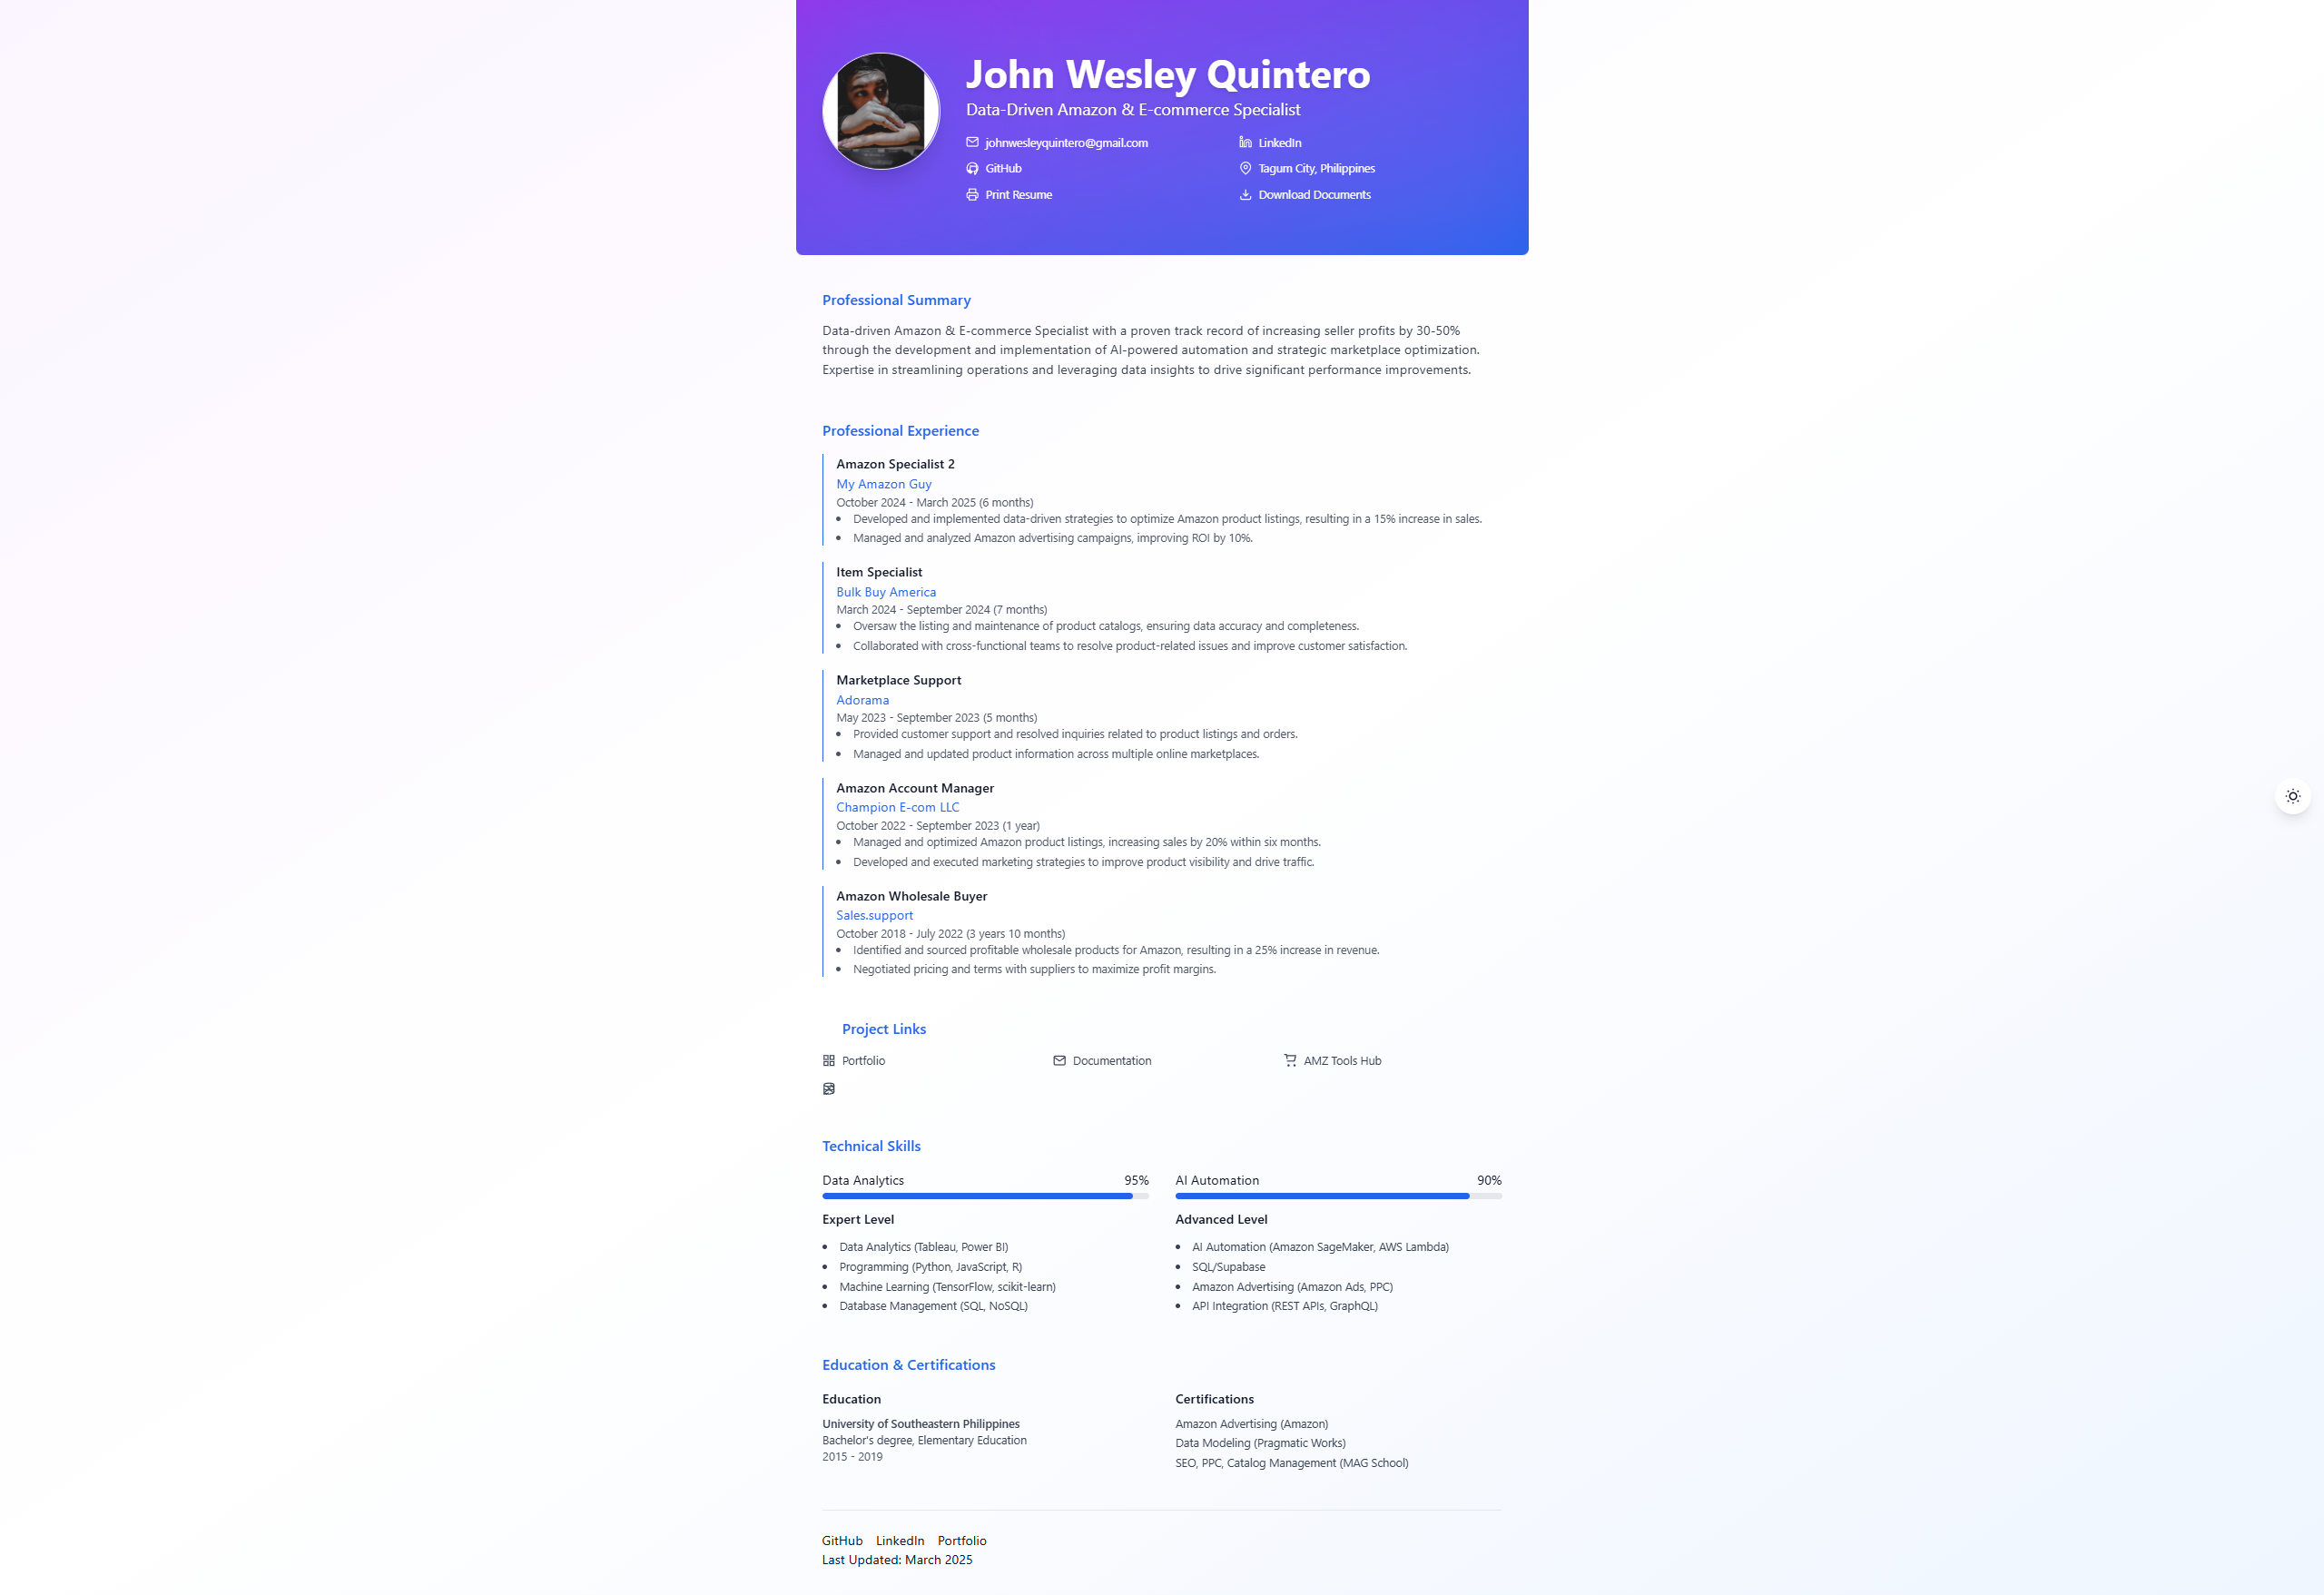 John Wesley Quintero
Data-Driven Amazon & E-commerce Specialist
johnwesleyquintero@gmail.com
LinkedIn
GitHub
Tagum City, Philippines
Print Resume
Download Documents
Professional Summary
Data-driven Amazon & E-commerce Specialist with a proven track record of increasing seller profits by 30-50%
through the development and implementation of AI-powered automation and strategic marketplace optimization.
Expertise in streamlining operations and leveraging data insights to drive significant performance improvements.
Professional Experience
Amazon Specialist 2
My Amazon Guy
October 2024 - March 2025 (6 months)
• Developed and implemented data-driven strategies to optimize Amazon product listings, resulting in a 15% increase in sales.
• Managed and analyzed Amazon advertising campaigns, improving ROI by 10%.
Item Specialist
Bulk Buy America
March 2024 - September 2024 (7 months)
• Oversaw the listing and maintenance of product catalogs, ensuring data accuracy and completeness.
• Collaborated with cross-functional teams to resolve product-related issues and improve customer satisfaction.
Marketplace Support
Adorama
May 2023 - September 2023 (5 months)
• Provided customer support and resolved inquiries related to product listings and orders.
• Managed and updated product information across multiple online marketplaces.
Amazon Account Manager
Champion E-com LLC
October 2022 - September 2023 (1 year)
• Managed and optimized Amazon product listings, increasing sales by 20% within six months.
• Developed and executed marketing strategies to improve product visibility and drive traffic.
Amazon Wholesale Buyer
Sales.support
October 2018 - July 2022 (3 years 10 months)
• Identified and sourced profitable wholesale products for Amazon, resulting in a 25% increase in revenue.
• Negotiated pricing and terms with suppliers to maximize profit margins.
Project Links
Portfolio
Documentation
AMZ Tools Hub
Technical Skills
Data Analytics 95%
Expert Level
• Data Analytics (Tableau, Power BI)
• Programming (Python, JavaScript, R)
• Machine Learning (TensorFlow, scikit-learn)
• Database Management (SQL, NoSQL)
AI Automation 90%
Advanced Level
• AI Automation (Amazon SageMaker, AWS Lambda)
• SQL/Supabase
• Amazon Advertising (Amazon Ads, PPC)
• API Integration (REST APIs, GraphQL)
Education & Certifications
Education
University of Southeastern Philippines
Bachelor's degree, Elementary Education
2015 - 2019
Certifications
Amazon Advertising (Amazon)
Data Modeling (Pragmatic Works)
SEO, PPC, Catalog Management (MAG School)
GitHub LinkedIn Portfolio
Last Updated: March 2025